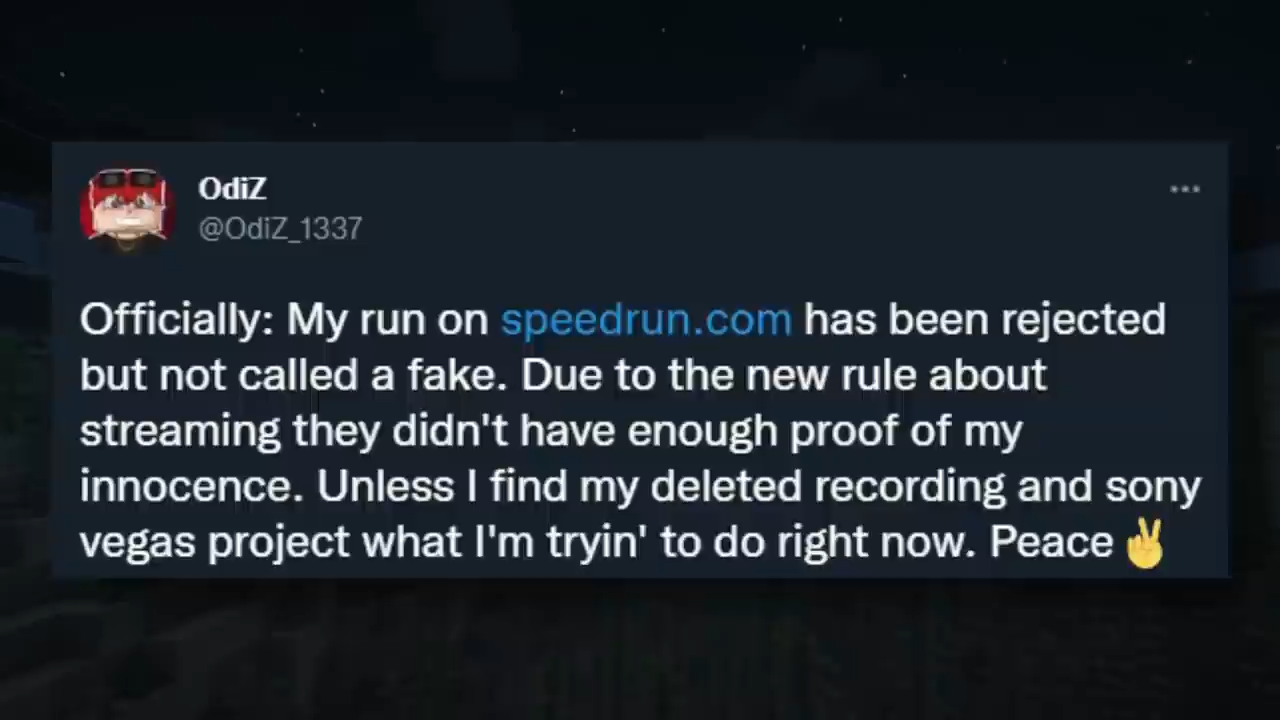 OdiZ
@OdiZ_1337
Officially: My run on speedrun.com has been rejected
but not called a fake. Due to the new rule about
streaming they didn't have enough proof of my
innocence. Unless I find my deleted recording and sony
vegas project what I'm tryin' to do right now. Peace✌